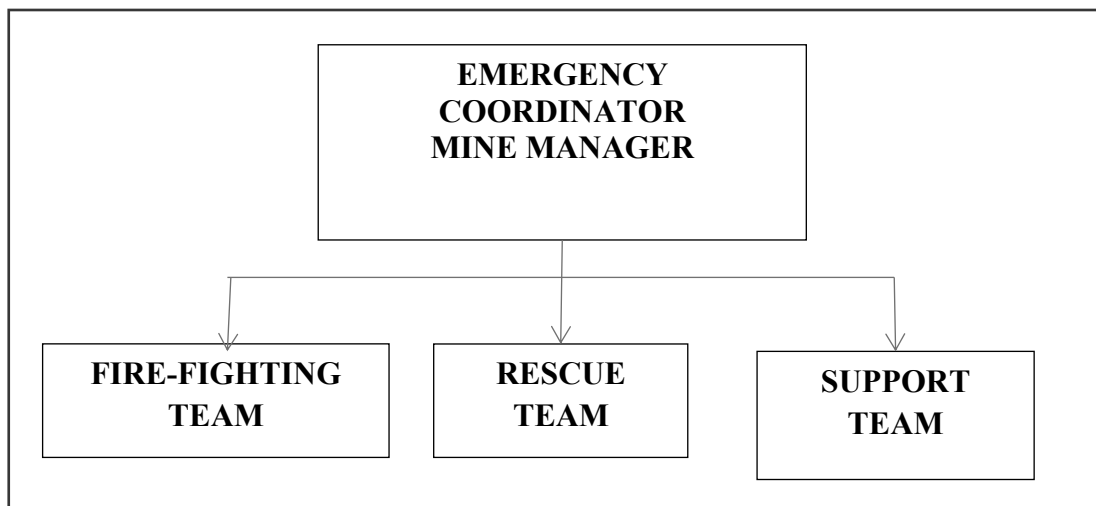 EMERGENCY
COORDINATOR
MINE MANAGER
FIRE-FIGHTING
TEAM
RESCUE
TEAM
SUPPORT
TEAM